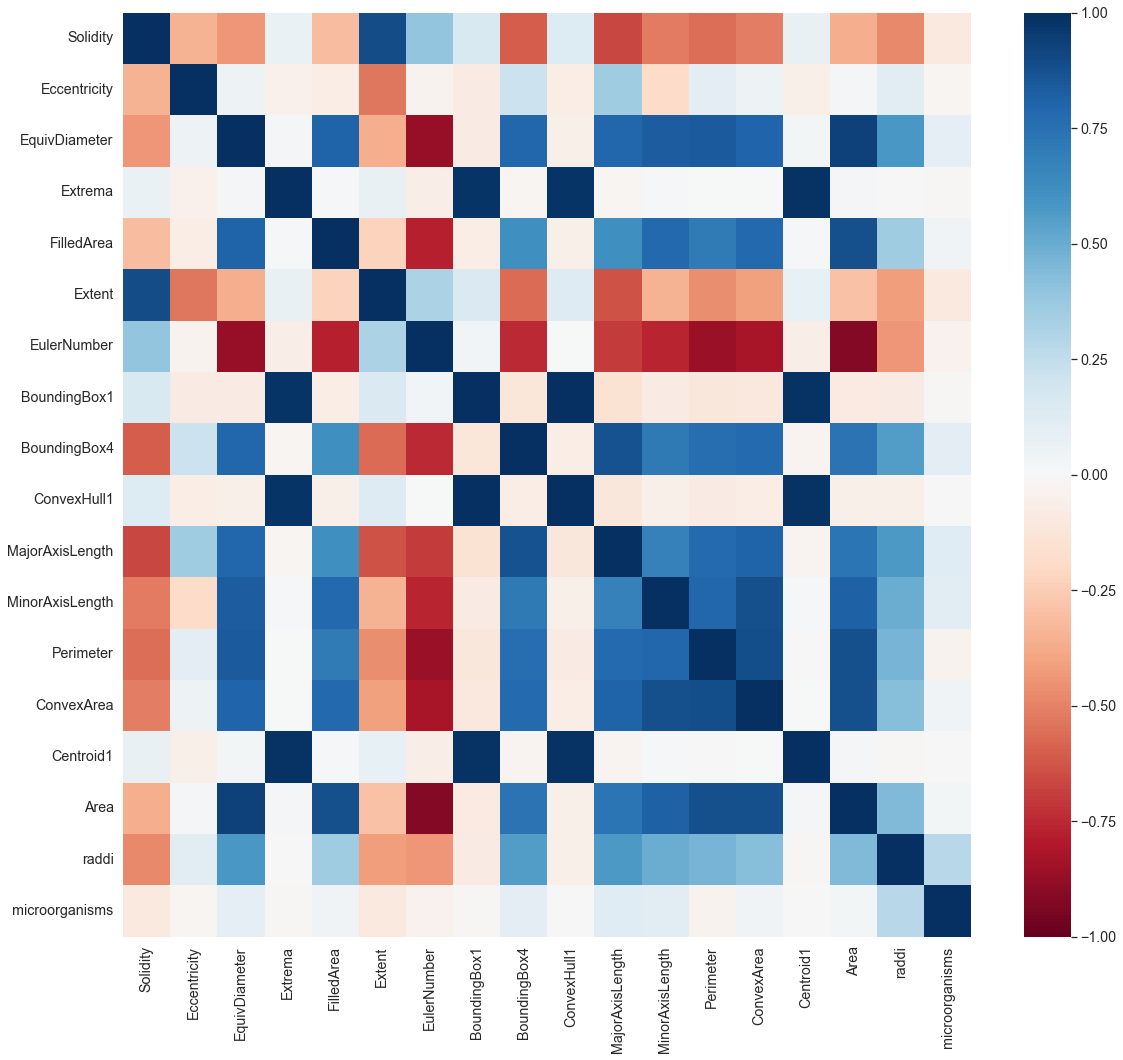 Solidity
Eccentricity
EquivDiameter
Extrema
FilledArea
Extent
EulerNumber
BoundingBox1
BoundingBox4
ConvexHull1
MajorAxisLength
MinorAxisLength
Perimeter
ConvexArea
Centroid1
Area
raddi
microorganisms
Solidity
Eccentricity
EquivDiameter
Extrema
FilledArea
Extent
EulerNumber
BoundingBox1
BoundingBox4
ConvexHull1
MajorAxisLength
MinorAxisLength
Perimeter
ConvexArea
Centroid1
Area
raddi
microorganisms
1.00
0.75
0.50
0.25
0.00
−0.25
−0.50
−0.75
−1.00